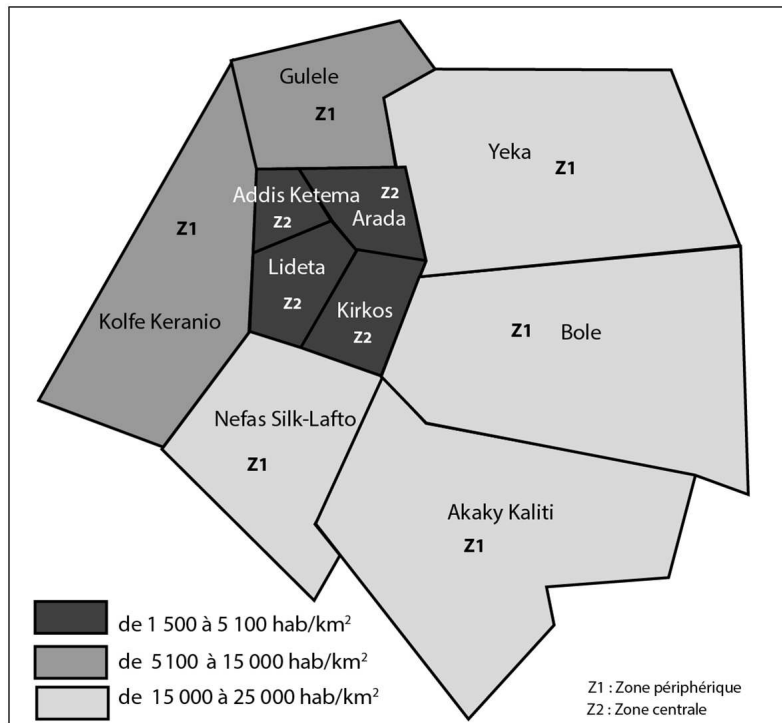 Gulele
Z1
Yeka
Z1
Addis Ketema
Z2
Z2
Arada
Z1
Kolfe Keranio
Lideta
Z2
Kirkos
Z2
Z1
Bole
Nefas Silk-Lafto
Z1
Akaky Kaliti
Z1
de 1 500 à 5 100 hab/km²
de 5100 à 15 000 hab/km²
de 15 000 à 25 000 hab/km²
Z1 : Zone périphérique
Z2 : Zone centrale